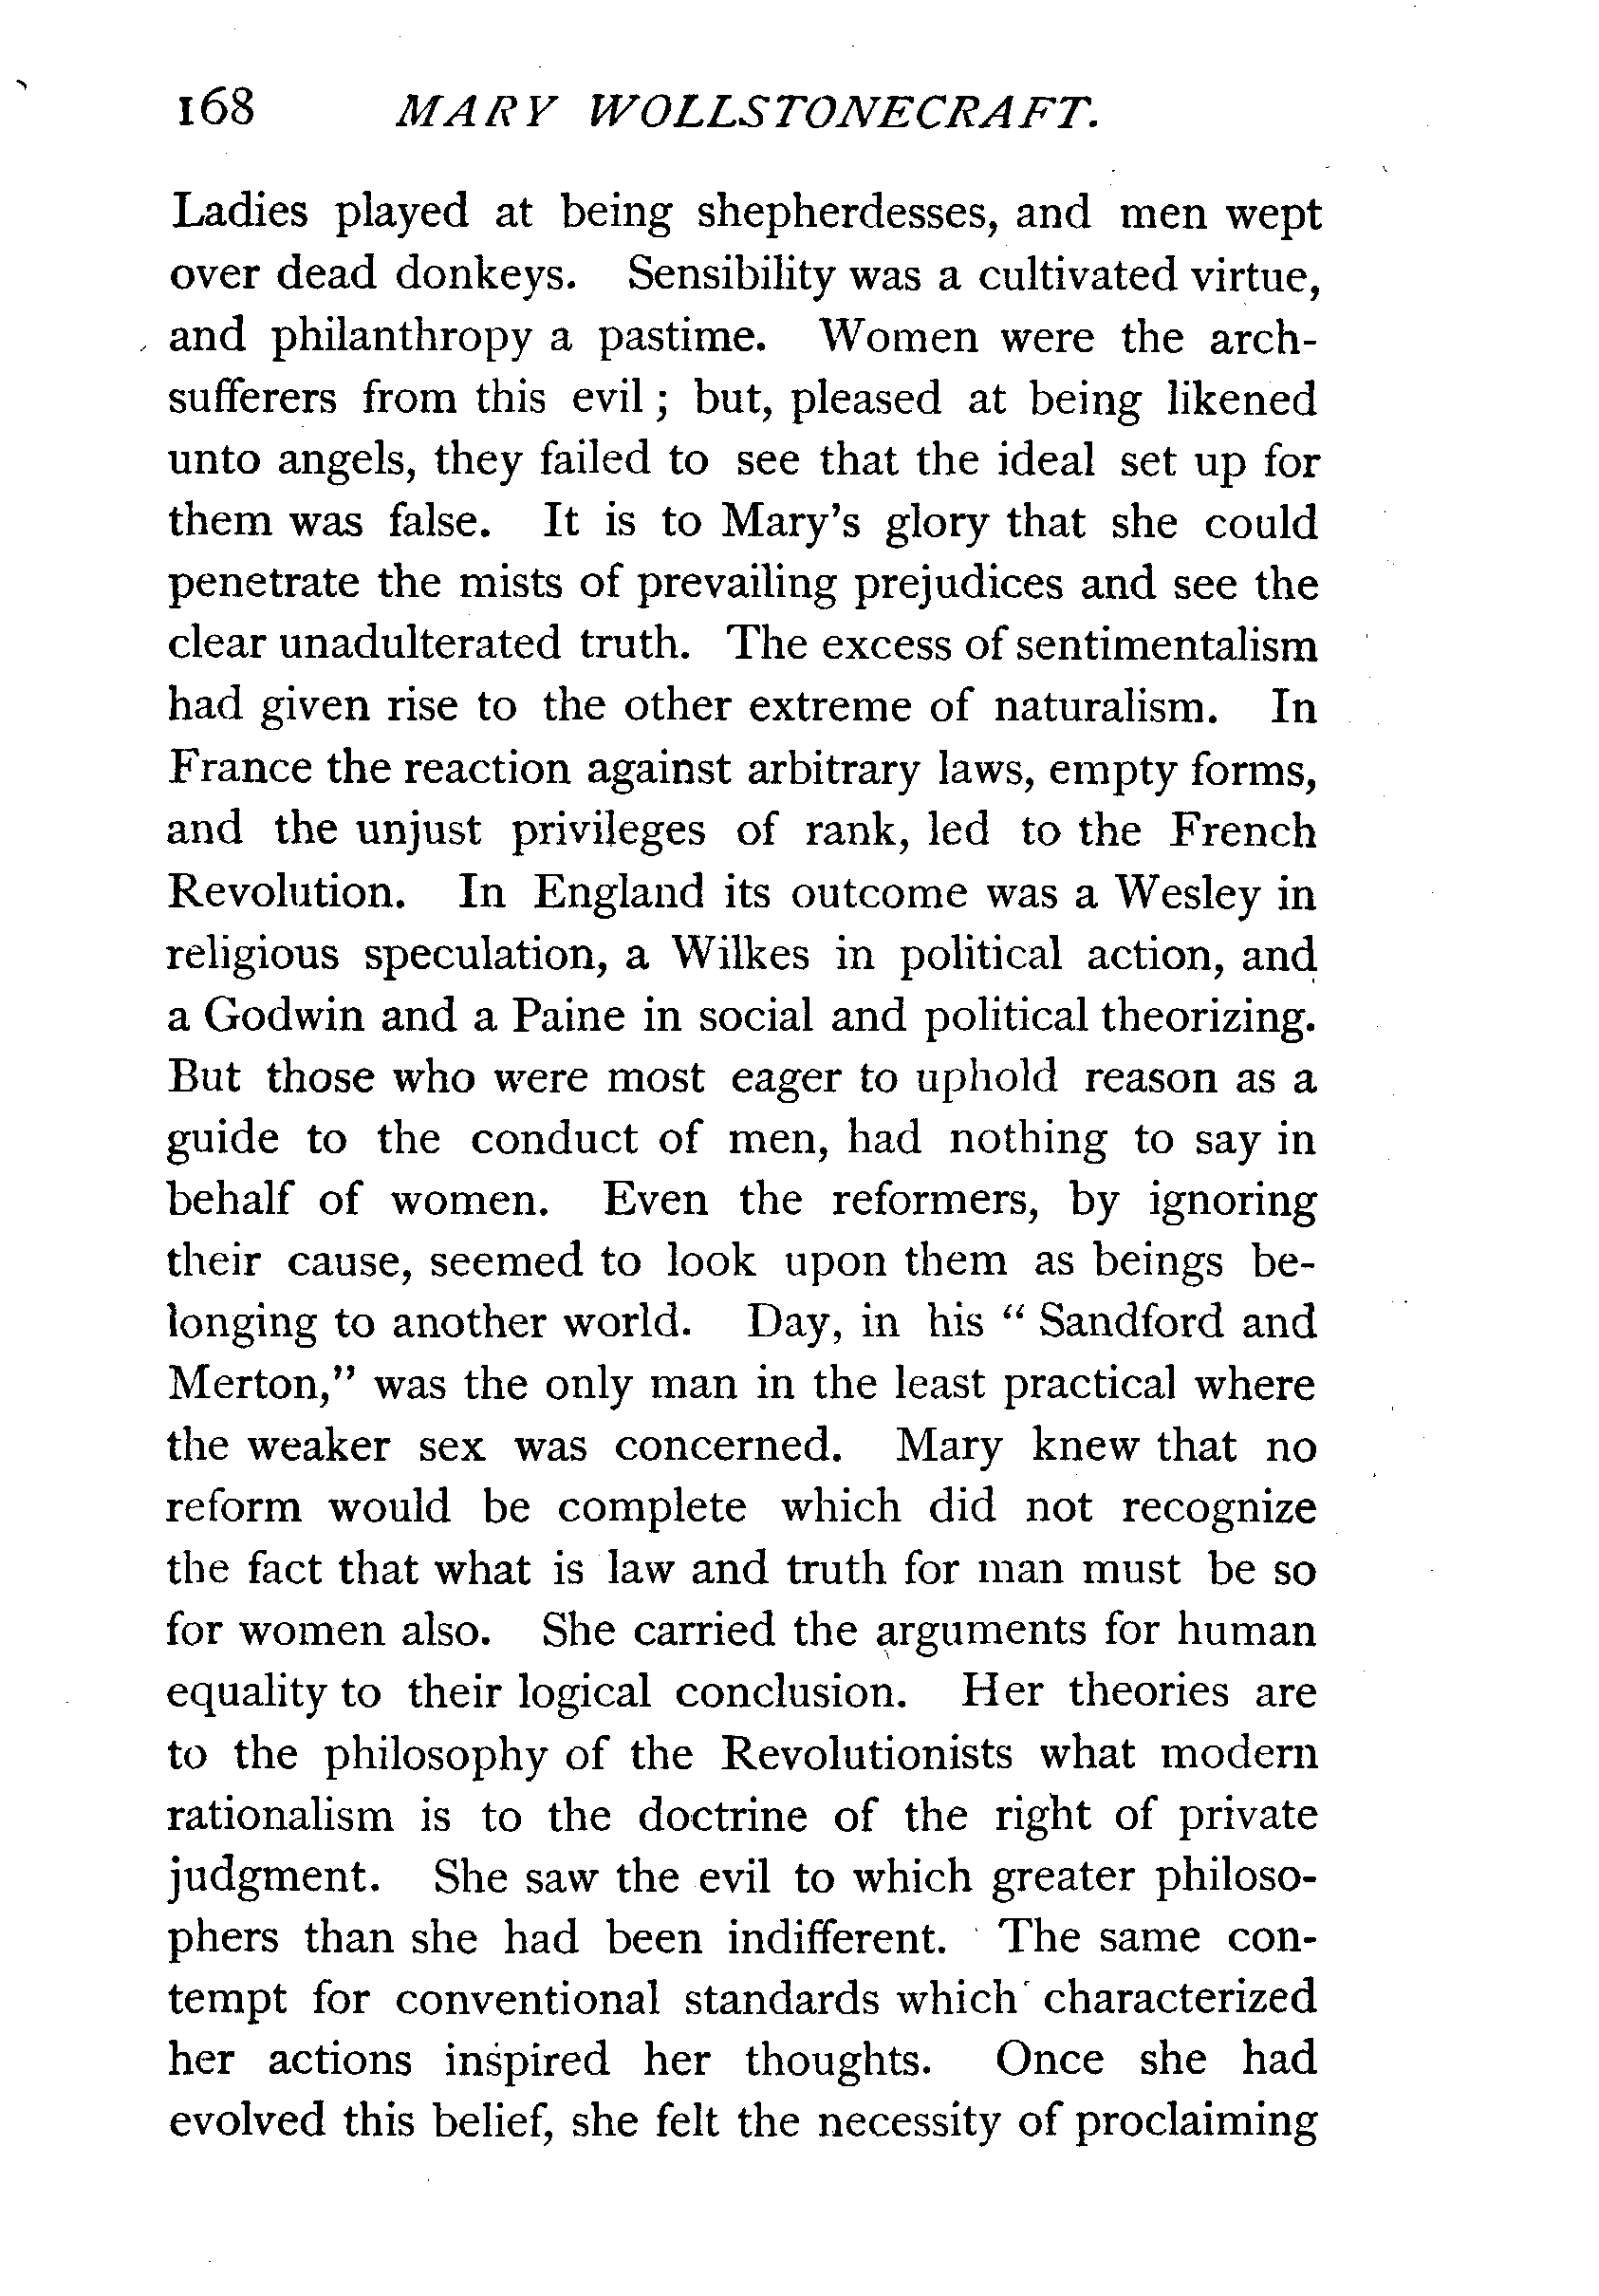 168 MARY WOLLSTONECRAFT.
Ladies played at being shepherdesses, and men wept
over dead donkeys. Sensibility was a cultivated virtue,
and philanthropy a pastime. Women were the arch-
sufferers from this evil; but, pleased at being likened
unto angels, they failed to see that the ideal set up for
them was false. It is to Mary's glory that she could
penetrate the mists of prevailing prejudices and see the
clear unadulterated truth. The excess of sentimentalism
had given rise to the other extreme of naturalism. In
France the reaction against arbitrary laws, empty forms,
and the unjust privileges of rank, led to the French
Revolution. In England its outcome was a Wesley in
religious speculation, a Wilkes in political action, and
a Godwin and a Paine in social and political theorizing.
But those who were most eager to uphold reason as a
guide to the conduct of men, had nothing to say in
behalf of women. Even the reformers, by ignoring
their cause, seemed to look upon them as beings be-
longing to another world. Day, in his "Sandford and
Merton," was the only man in the least practical where
the weaker sex was concerned. Mary knew that no
reform would be complete which did not recognize
the fact that what is law and truth for man must be so
for women also. She carried the arguments for human
equality to their logical conclusion. Her theories are
to the philosophy of the Revolutionists what modern
rationalism is to the doctrine of the right of private
judgment. She saw the evil to which greater philoso-
phers than she had been indifferent. The same con-
tempt for conventional standards which characterized
her actions inspired her thoughts. Once she had
evolved this belief, she felt the necessity of proclaiming